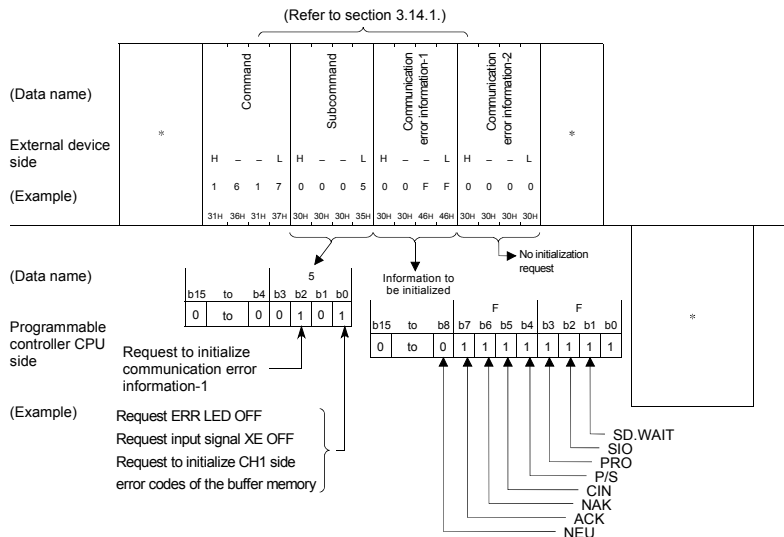 (Refer to section 3.14.1.)
(Data name)
Command
Subcommand
Communication
error information-1
Communication
error information-2
*
*
External device
side
H – – L H – – L H – – L H – – L
(Example)
1 6 1 7 0 0 0 5 0 0 F F 0 0 0 0
31H 36H 31H 37H 30H 30H 30H 35H 30H 30H 46H 46H 30H 30H 30H 30H
No initialization
request
(Data name)
5
Information to
be initialized
b15 to b4 b3 b2 b1 b0
0 to 0 0 1 0 1
F F
b15 to b8 b7 b6 b5 b4 b3 b2 b1 b0
0 to 0 1 1 1 1 1 1 1 1
*
Programmable
controller CPU
side
Request to initialize
communication error
information-1
(Example)
Request ERR LED OFF
Request input signal XE OFF
Request to initialize CH1 side
error codes of the buffer memory
SD.WAIT
SIO
PRO
P/S
CIN
NAK
ACK
NEU